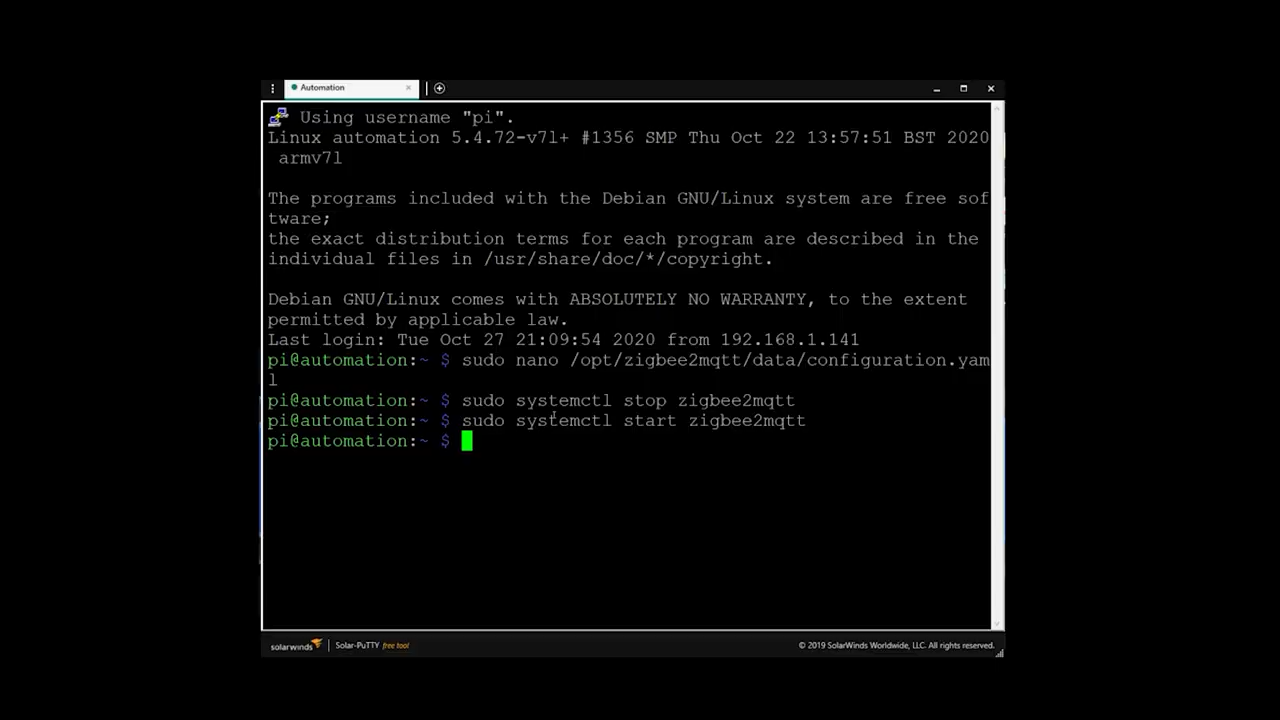 Automation
Using username "pi".
Linux automation 5.4.72-v7l+ #1356 SMP Thu Oct 22 13:57:51 BST 2020
armv7l
The programs included with the Debian GNU/Linux system are free sof
tware;
the exact distribution terms for each program are described in the
individual files in /usr/share/doc/*/copyright.
Debian GNU/Linux comes with ABSOLUTELY NO WARRANTY, to the extent
permitted by applicable law.
Last login: Tue Oct 27 21:09:54 2020 from 192.168.1.141
pi@automation:~ $ sudo nano /opt/zigbee2mqtt/data/configuration.yam
l
pi@automation:~ $ sudo systemctl stop zigbee2mqtt
pi@automation:~ $ sudo systemctl start zigbee2mqtt
pi@automation:~ $
solarwinds | Solar-PuTTY free tool © 2019 SolarWinds Worldwide, LLC. All rights reserved.